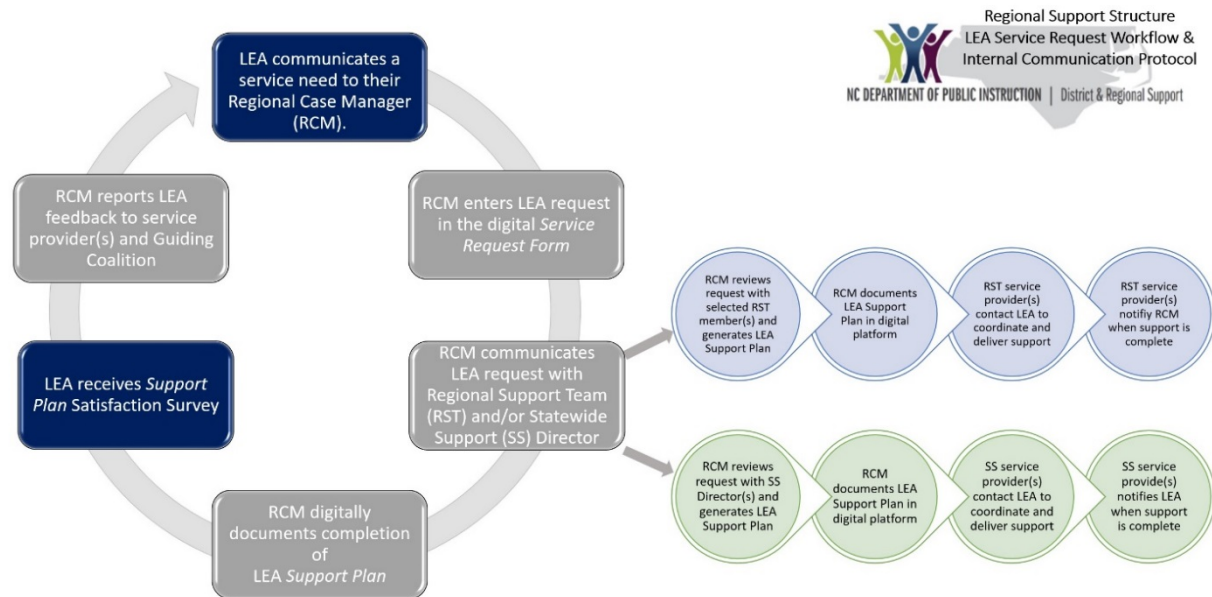 Regional Support Structure
LEA Service Request Workflow &
Internal Communication Protocol
NC DEPARTMENT OF PUBLIC INSTRUCTION | District & Regional Support
LEA communicates a
service need to their
Regional Case Manager
(RCM).
RCM enters LEA request
in the digital Service
Request Form
RCM communicates
LEA request with
Regional Support Team
(RST) and/or Statewide
Support (SS) Director
RCM digitally
documents completion
of
LEA Support Plan
LEA receives Support
Plan Satisfaction Survey
RCM reports LEA
feedback to service
provider(s) and Guiding
Coalition
RCM reviews
request with
selected RST
member(s) and
generates LEA
Support Plan
RCM documents
LEA Support
Plan in digital
platform
RST service
provider(s)
contact LEA to
coordinate and
deliver support
RST service
provider(s)
notifiy RCM
when support is
complete
RCM reviews
request with SS
Director(s) and
generates LEA
Support Plan
RCM
documents LEA
Support Plan in
digital platform
SS service
provider(s)
contact LEA to
coordinate and
deliver support
SS service
provide(s)
notifies LEA
when support
is complete